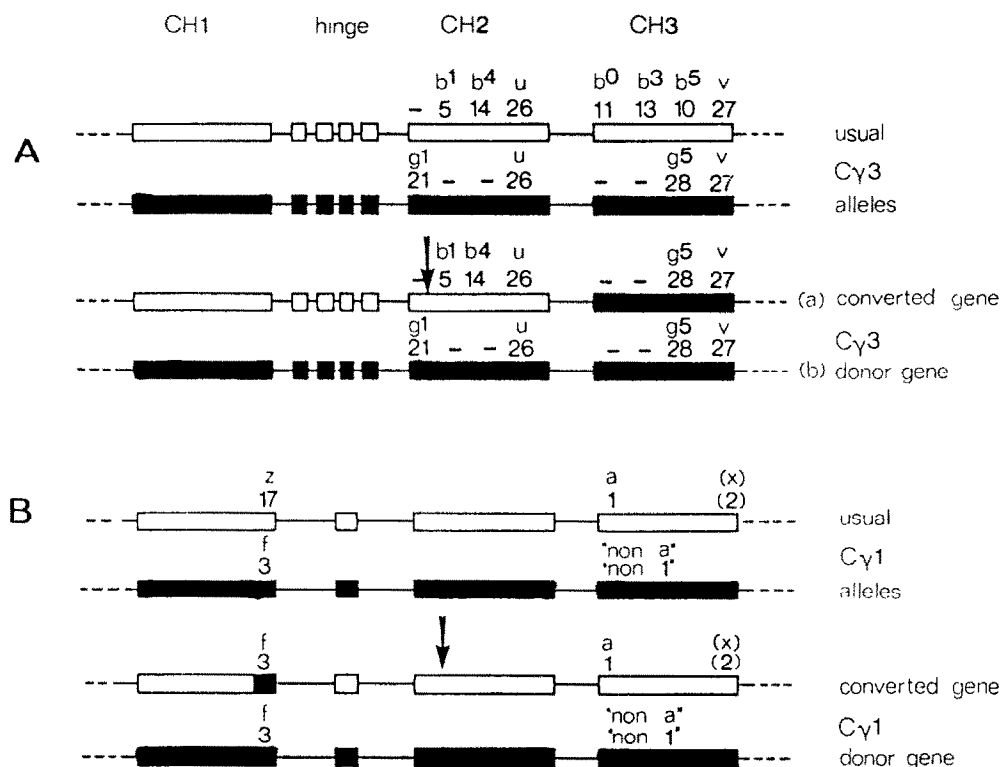 CH1 hinge CH2 CH3
b1 b4 u b0 b3 b5 v
– 5 14 26 11 13 10 27
usual
A
g1 u g5 v
Cγ3
21 – – 26 – – 28 27
alleles
b1 b4 u g5 v
– 5 14 26 – – 28 27
(a) converted gene
g1 u g5 v
Cγ3
21 – – 26 – – 28 27
(b) donor gene
z a (x)
17 1 (2)
B
usual
f "non a"
Cγ1
3 "non 1"
alleles
f a (x)
3 1 (2)
converted gene
f "non a"
Cγ1
3 "non 1"
donor gene